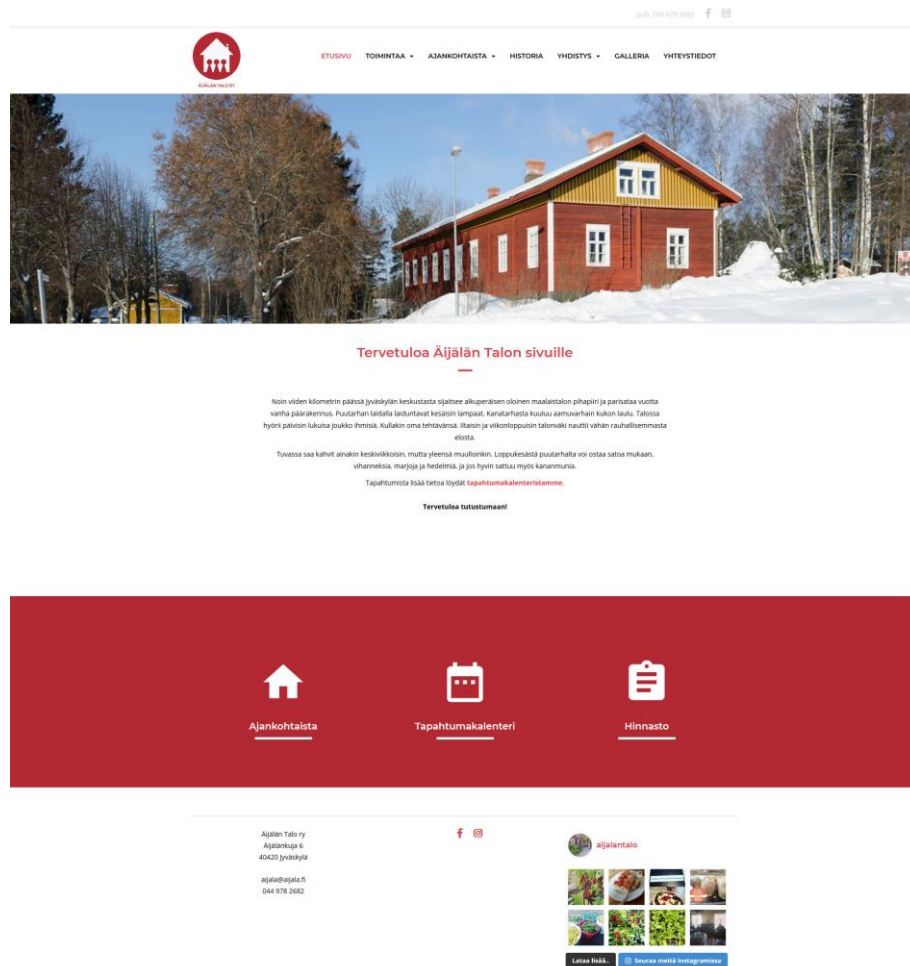 puh. 044 978 2682
ÄIJÄLÄN TALO RY
ETUSIVU TOIMINTAA AJANKOHTAISTA HISTORIA YHDISTYS GALLERIA YHTEYSTIEDOT
Tervetuloa Äijälän Talon sivuille
Noin viiden kilometrin päässä Jyväskylän keskustasta sijaitsee alkuperäisen oloinen maalaistalon pihapiiri ja parisataa vuotta
vanha päärakennus. Puutarhan laidalla laiduntavat kesäisin lampaat. Kanatarhasta kuuluu aamuvarhain kukon laulu. Talossa
hyörii päivisin lukuisa joukko ihmisiä. Kullakin oma tehtävänsä. Iltaisin ja viikonloppuisin talonväki nauttii vähän rauhallisemmasta
elosta.
Tuvassa saa kahvit ainakin keskiviikkoisin, mutta yleensä muulloinkin. Loppukesästä puutarhalta voi ostaa satoa mukaan,
vihanneksia, marjoja ja hedelmiä, ja jos hyvin sattuu myös kananmunia.
Tapahtumista lisää tietoa löydät tapahtumakalenteristamme.
Tervetuloa tutustumaan!
Ajankohtaista Tapahtumakalenteri Hinnasto
Äijälän Talo ry
Äijälänkuja 6
40420 Jyväskylä
aijala@aijala.fi
044 978 2682
aijalantalo
Lataa lisää..
Seuraa meitä Instagramissa